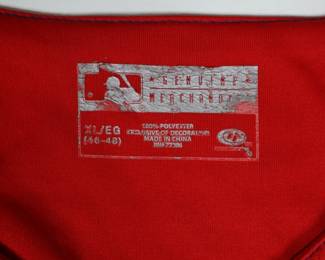 GENUINE
MERCHANDISE
XL/EG
(46-48)
100% POLYESTER
EXCLUSIVE OF DECORATION
MADE IN CHINA